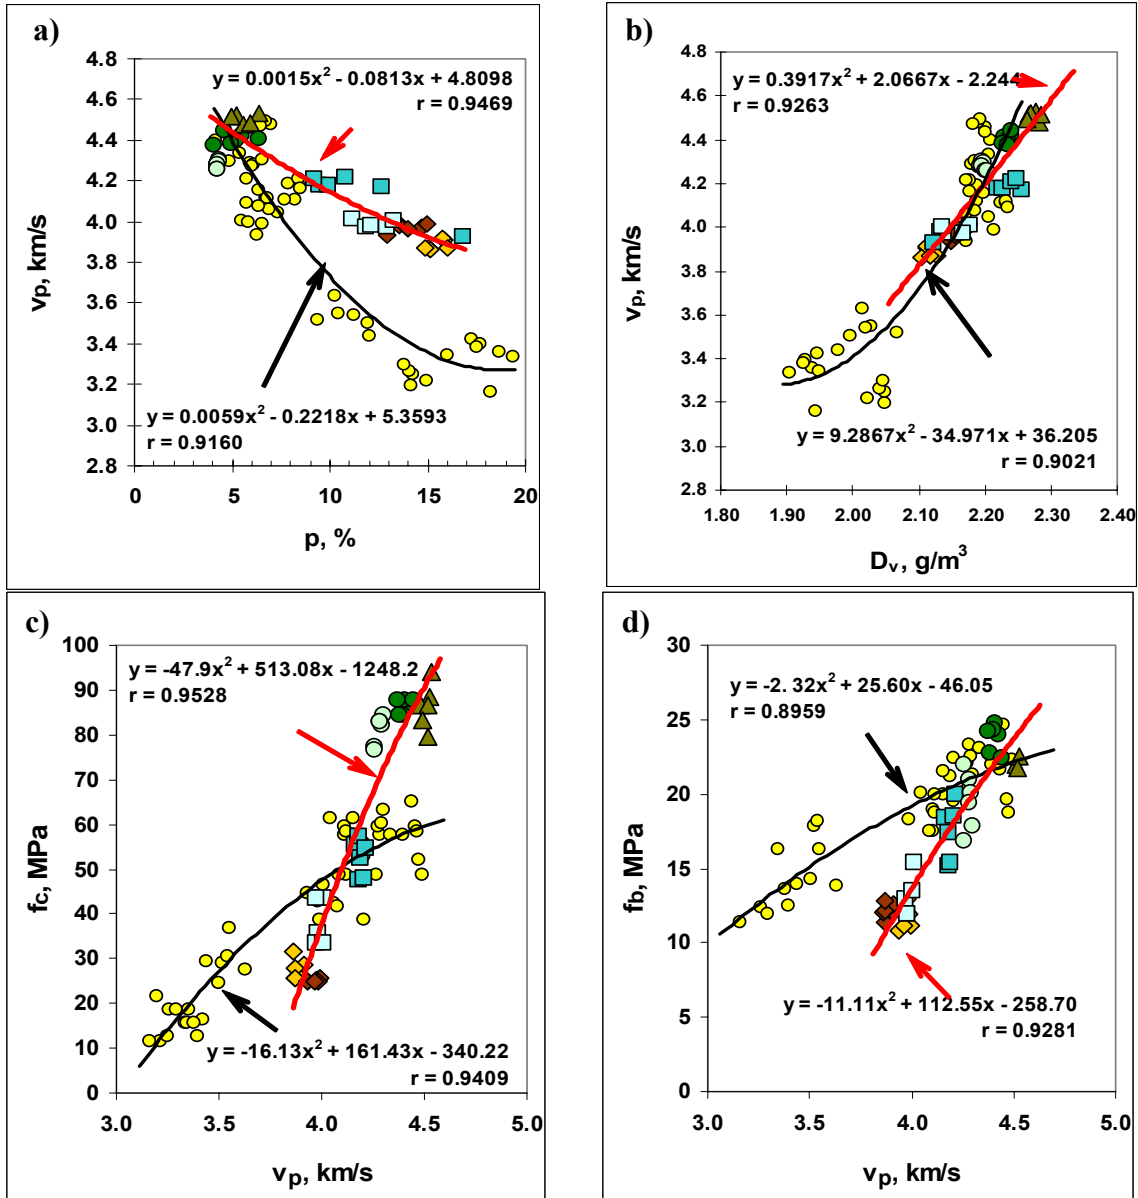 a)
y = 0.0015x² - 0.0813x + 4.8098
r = 0.9469
4.8
4.6
4.4
4.2
4.0
3.8
3.6
3.4
3.2
3.0
2.8
vp, km/s
y = 0.0059x² - 0.2218x + 5.3593
r = 0.9160
0 5 10 15 20
p, %
b)
y = 0.3917x² + 2.0667x - 2.244
r = 0.9263
4.8
4.6
4.4
4.2
4.0
3.8
3.6
3.4
3.2
3.0
2.8
vp, km/s
y = 9.2867x² - 34.971x + 36.205
r = 0.9021
1.80 1.90 2.00 2.10 2.20 2.30 2.40
Dv, g/m³
c)
y = -47.9x² + 513.08x - 1248.2
r = 0.9528
100
90
80
70
60
50
40
30
20
10
0
fc, MPa
y = -16.13x² + 161.43x - 340.22
r = 0.9409
3.0 3.5 4.0 4.5 5.0
vp, km/s
d)
y = -2. 32x² + 25.60x - 46.05
r = 0.8959
30
25
20
15
10
5
0
fb, MPa
y = -11.11x² + 112.55x - 258.70
r = 0.9281
3.0 3.5 4.0 4.5 5.0
vp, km/s